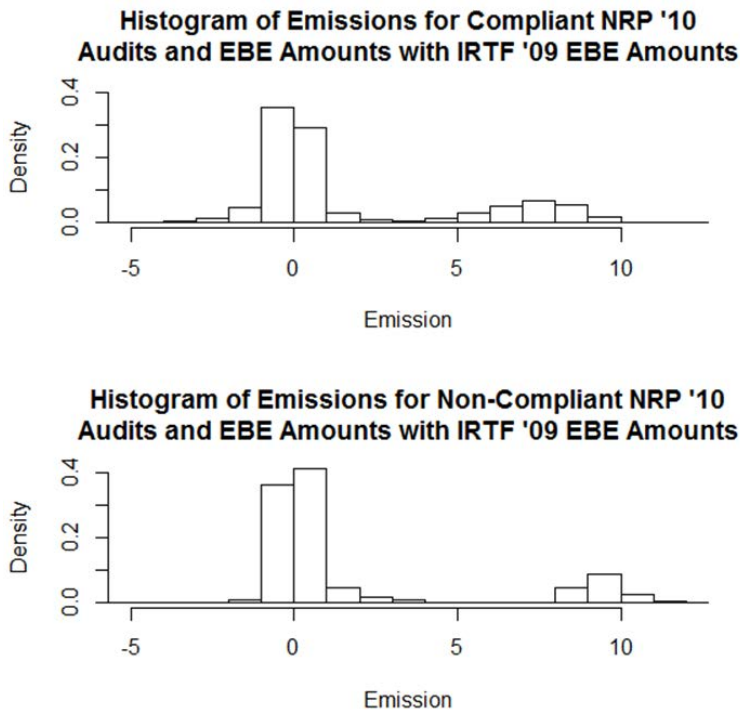 Histogram of Emissions for Compliant NRP '10
Audits and EBE Amounts with IRTF '09 EBE Amounts
Density
0.0 0.2 0.4
-5 0 5 10
Emission
Histogram of Emissions for Non-Compliant NRP '10
Audits and EBE Amounts with IRTF '09 EBE Amounts
Density
0.0 0.2 0.4
-5 0 5 10
Emission